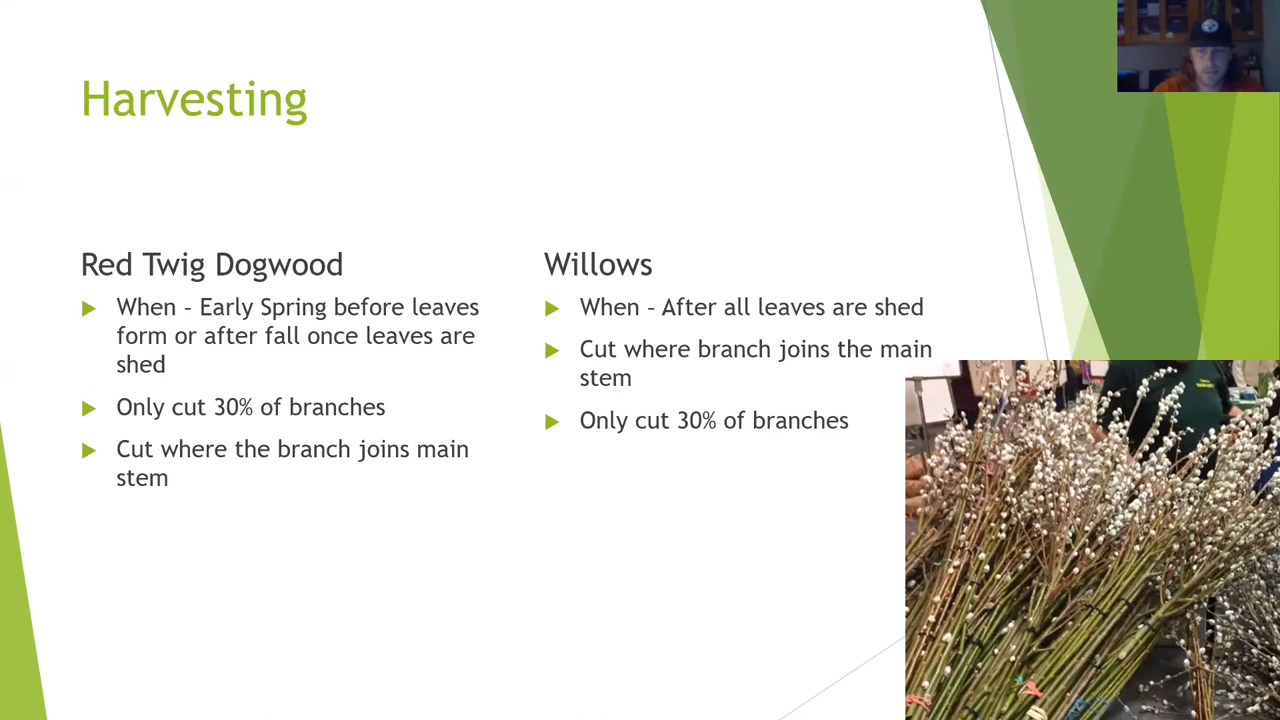 Harvesting
Red Twig Dogwood
When – Early Spring before leaves
form or after fall once leaves are
shed
Only cut 30% of branches
Cut where the branch joins main
stem
Willows
When – After all leaves are shed
Cut where branch joins the main
stem
Only cut 30% of branches